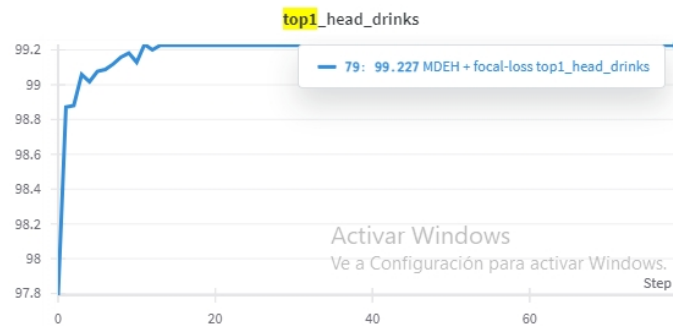 top1_head_drinks
99.2
79: 99.227 MDEH + focal-loss top1_head_drinks
99
98.8
98.6
98.4
98.2
Activar Windows
98
Ve a Configuración para activar Windows.
Step
97.8
0
20
40
60